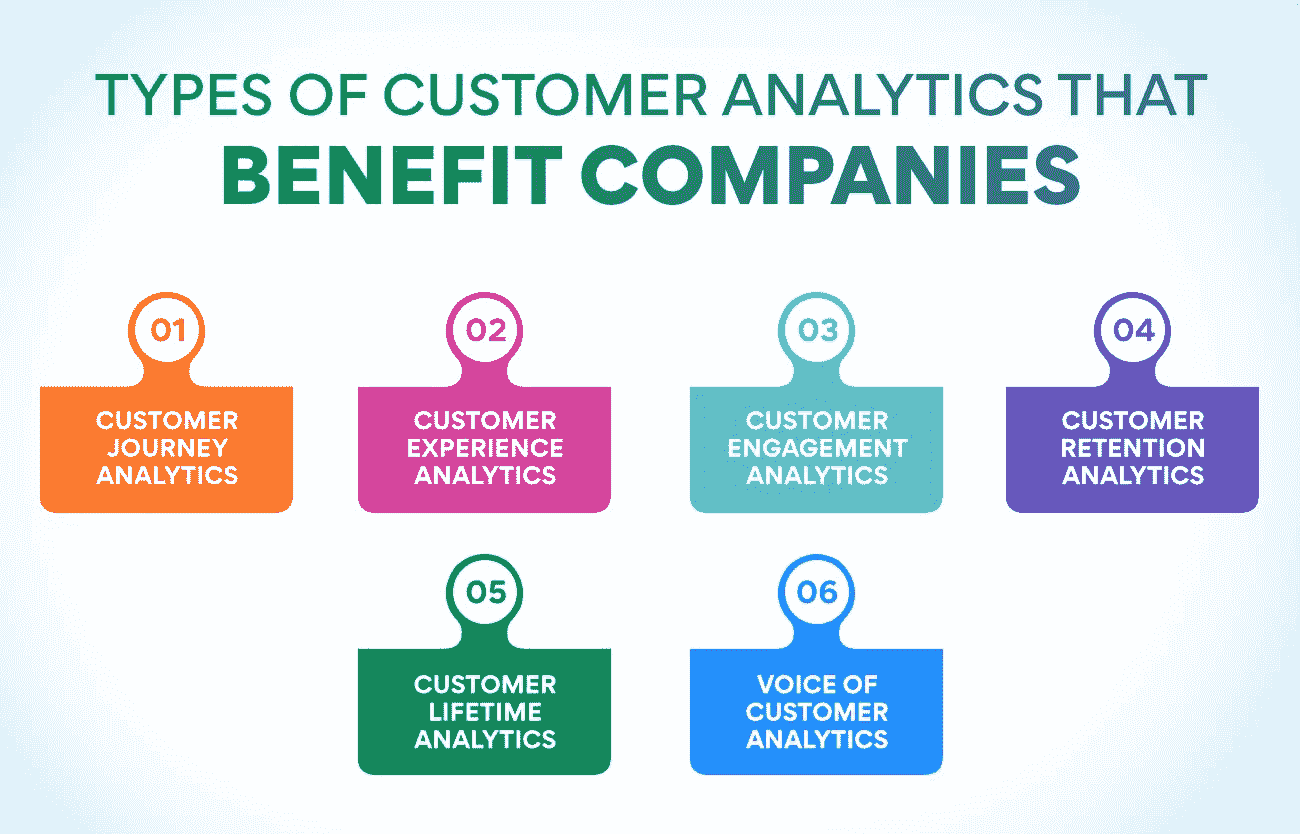 TYPES OF CUSTOMER ANALYTICS THAT
BENEFIT COMPANIES
01
CUSTOMER
JOURNEY
ANALYTICS
02
CUSTOMER
EXPERIENCE
ANALYTICS
03
CUSTOMER
ENGAGEMENT
ANALYTICS
04
CUSTOMER
RETENTION
ANALYTICS
05
CUSTOMER
LIFETIME
ANALYTICS
06
VOICE OF
CUSTOMER
ANALYTICS